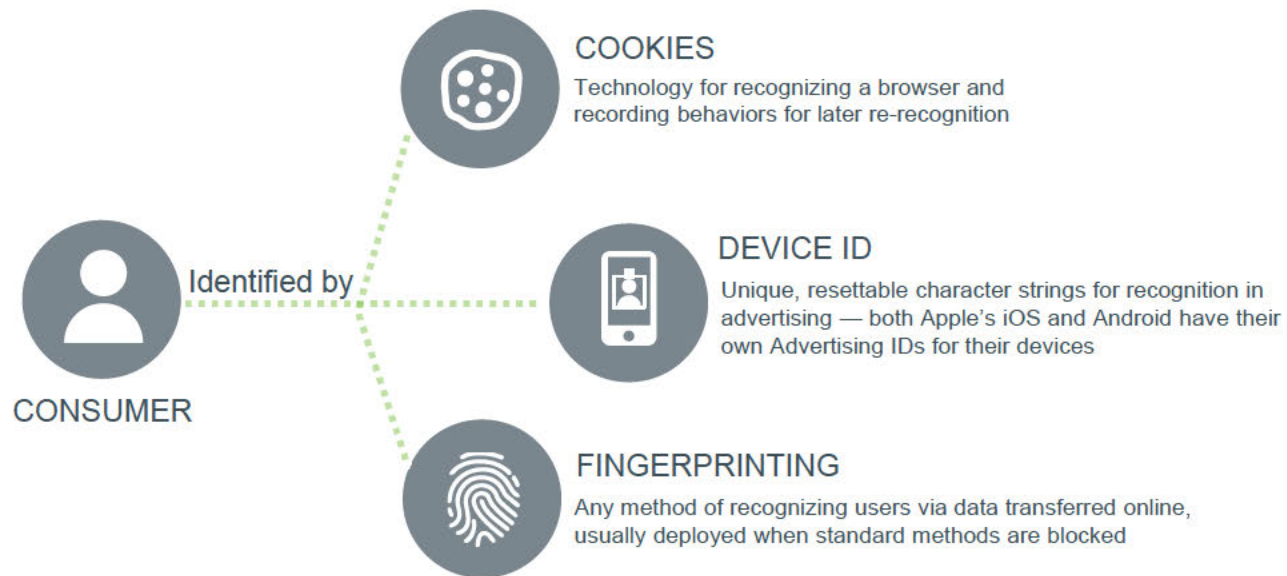 COOKIES
Technology for recognizing a browser and
recording behaviors for later re-recognition
Identified by
CONSUMER
DEVICE ID
Unique, resettable character strings for recognition in
advertising — both Apple’s iOS and Android have their
own Advertising IDs for their devices
FINGERPRINTING
Any method of recognizing users via data transferred online,
usually deployed when standard methods are blocked